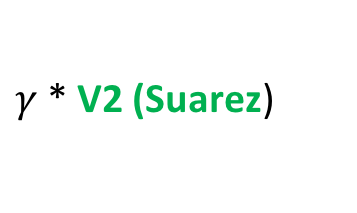 γ * V2 (Suarez)